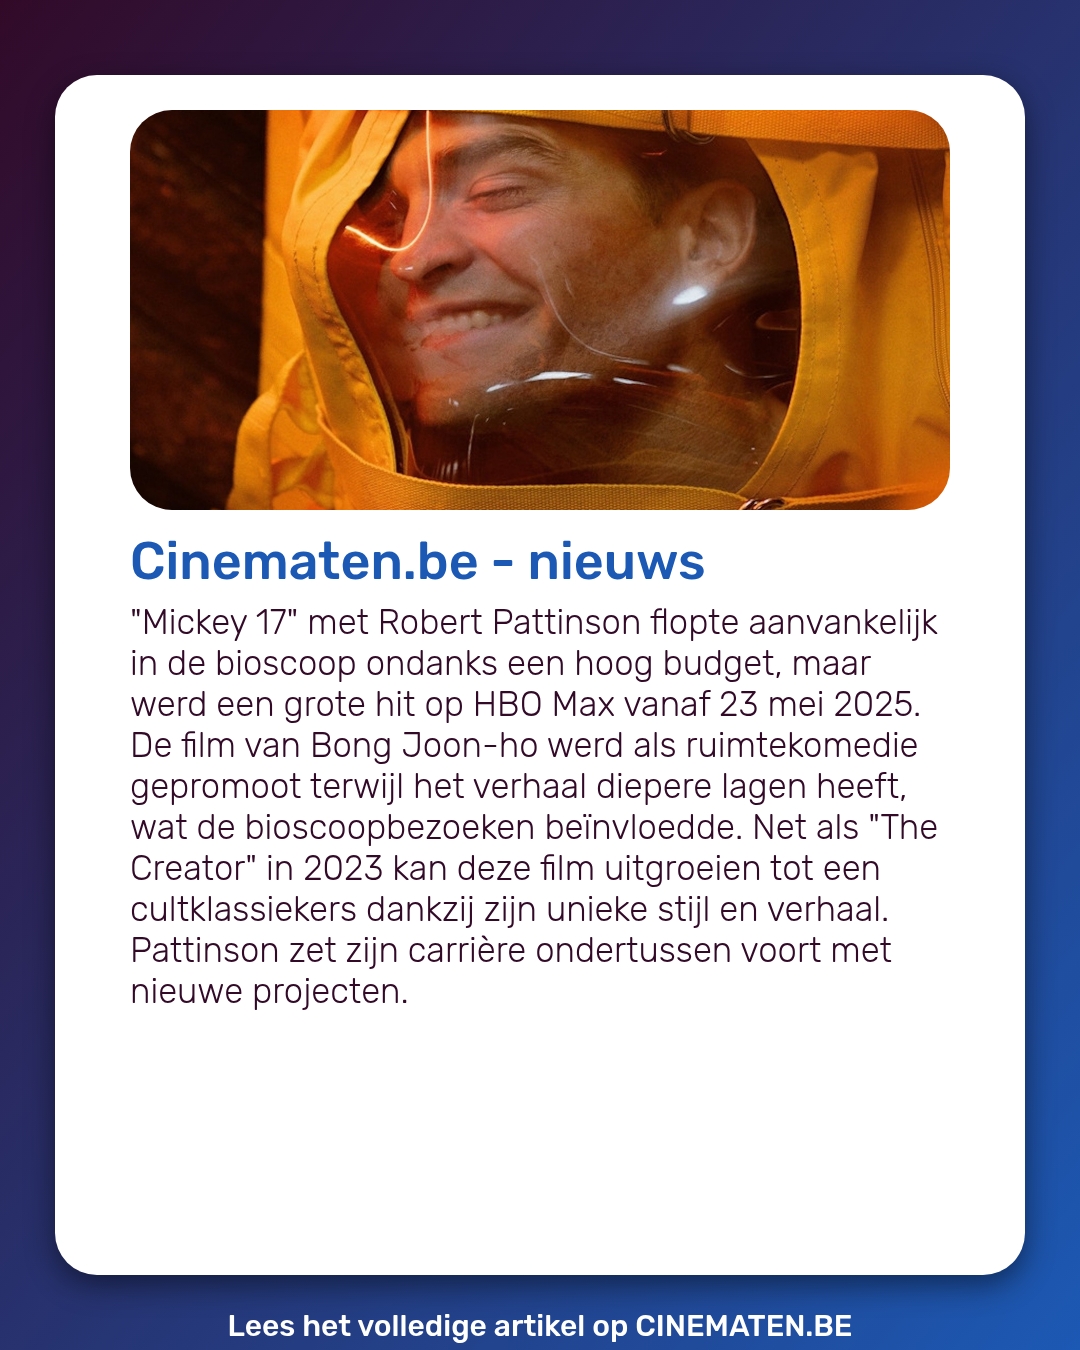 Cinematen.be - nieuws
"Mickey 17" met Robert Pattinson flopte aanvankelijk
in de bioscoop ondanks een hoog budget, maar
werd een grote hit op HBO Max vanaf 23 mei 2025.
De film van Bong Joon-ho werd als ruimtekomedie
gepromoot terwijl het verhaal diepere lagen heeft,
wat de bioscoopbezoeken beïnvloedde. Net als "The
Creator" in 2023 kan deze film uitgroeien tot een
cultklassiekers dankzij zijn unieke stijl en verhaal.
Pattinson zet zijn carrière ondertussen voort met
nieuwe projecten.
Lees het volledige artikel op CINEMATEN.BE